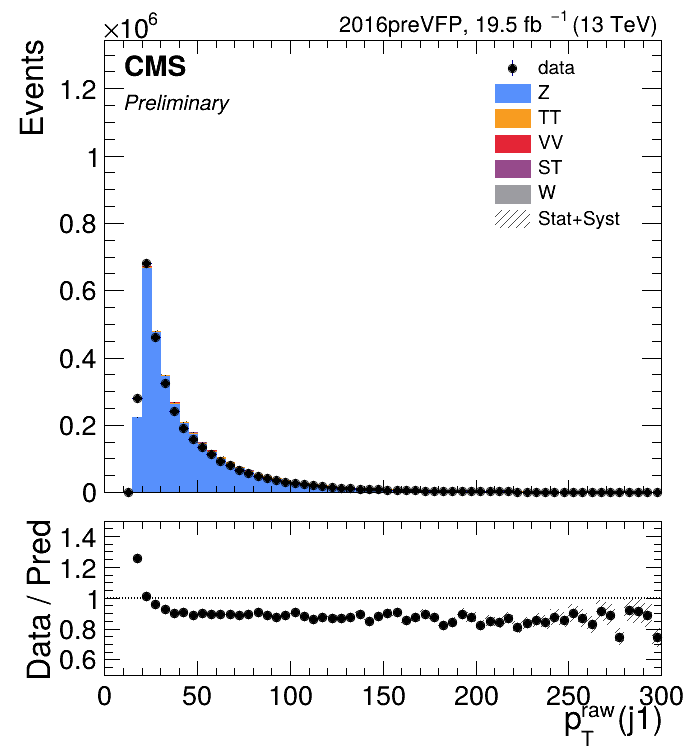 ×10⁶
2016preVFP, 19.5 fb⁻¹ (13 TeV)
CMS
Preliminary
Events
data
Z
TT
VV
ST
W
Stat+Syst
1.2
1
0.8
0.6
0.4
0.2
0
Data / Pred
1.4
1.2
1
0.8
0.6
0 50 100 150 200 250 300
p_T^raw(j1)